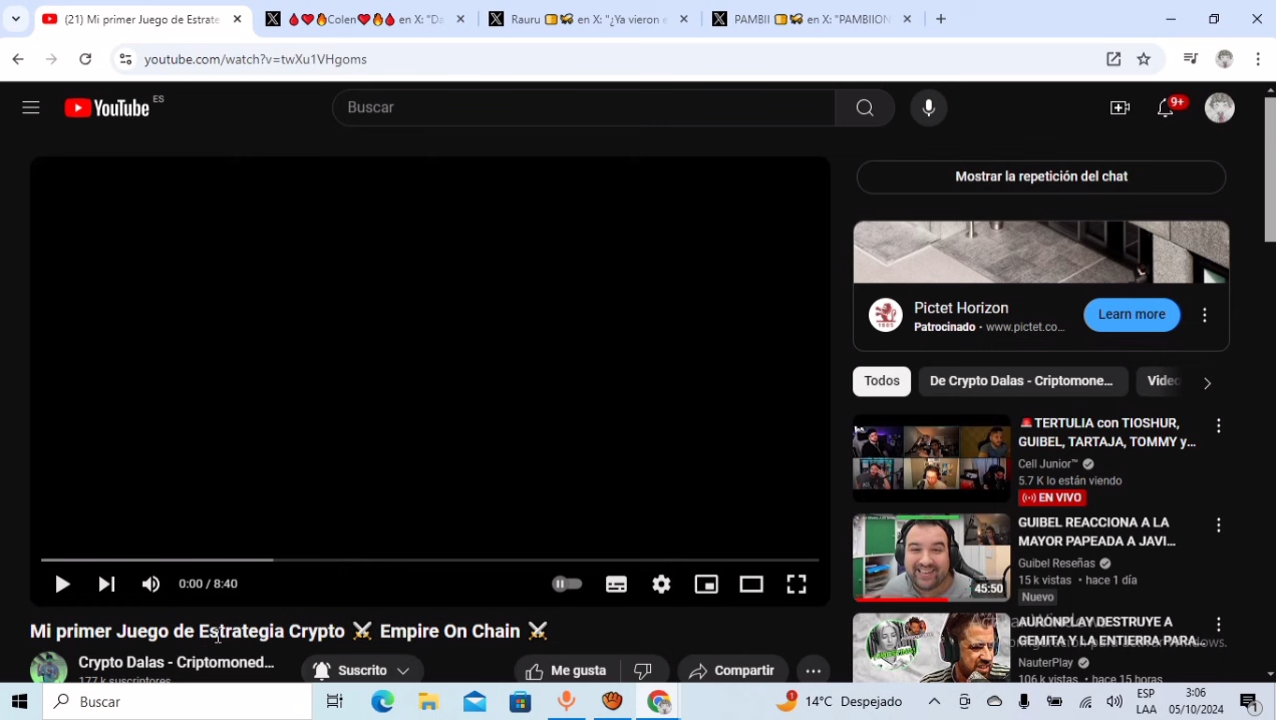 (21) Mi primer Juego de Estrate
🩸❤️🔥Colen❤️🔥🩸🩸 en X: "Da
Rauru en X: "¿Ya vieron e
PAMBII en X: "PAMBIION
youtube.com/watch?v=twXu1VHgoms
YouTube ES
Buscar
9+
Mostrar la repetición del chat
Pictet Horizon
Patrocinado • www.pictet.co...
Learn more
Todos
De Crypto Dalas - Criptomone...
Video
🚨TERTULIA con TIOSHUR,
GUIBEL, TARTAJA, TOMMY y...
Cell Junior™
5.7 K lo están viendo
EN VIVO
GUIBEL REACCIONA A LA
MAYOR PAPEADA A JAVI...
Guibel Reseñas
15 k vistas • hace 1 día
Nuevo
45:50
AURONPLAY DESTRUYE A
GEMITA Y LA ENTIERRA PARA...
NauterPlay
106 k vistas • hace 15 horas
0:00 / 8:40
Mi primer Juego de Estrategia Crypto ⚔️ Empire On Chain ⚔️
Crypto Dalas - Criptomoned...
177 k suscriptores
Suscrito
Me gusta
Compartir
Buscar
1
14°C Despejado
ESP
LAA
3:06
05/10/2024
1